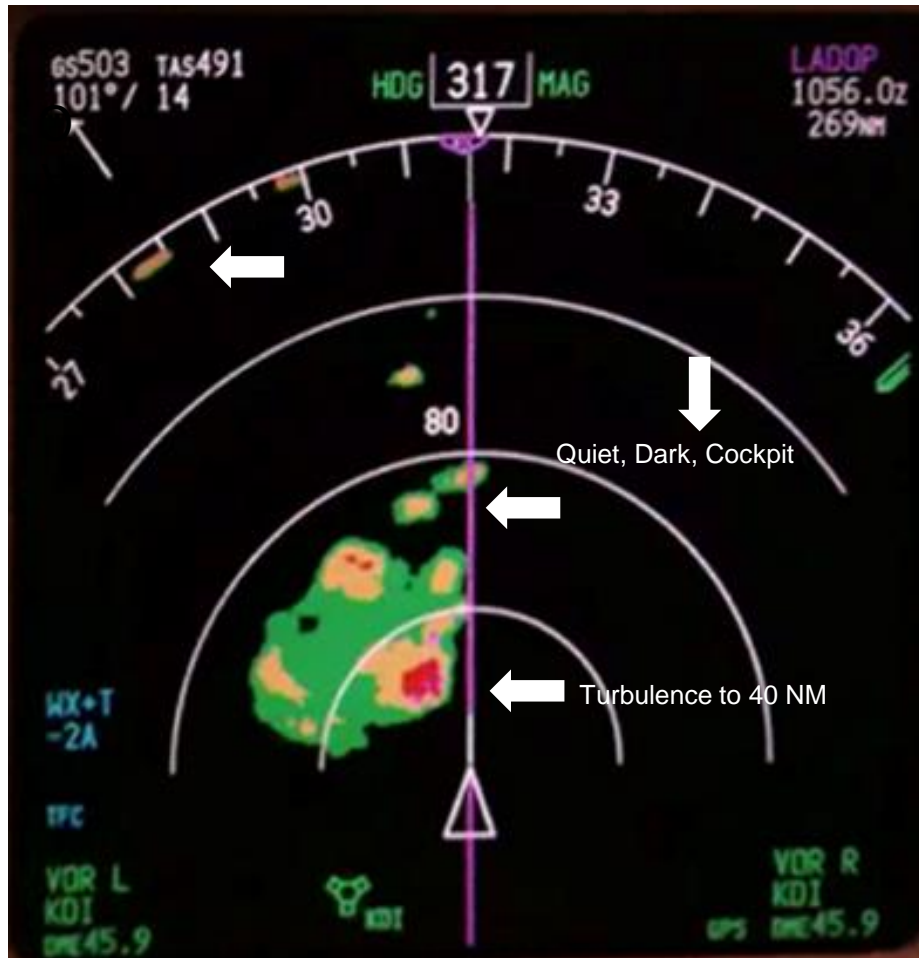 GS503 TAS491
101°/ 14
HDG 317 MAG
LADOP
1056.0z
269NM
30
33
27
36
80
Quiet, Dark, Cockpit
Turbulence to 40 NM
WX+T
-2A
TFC
VOR L
KDI
DME45.9
KDI
VOR R
KDI
GPS DME45.9